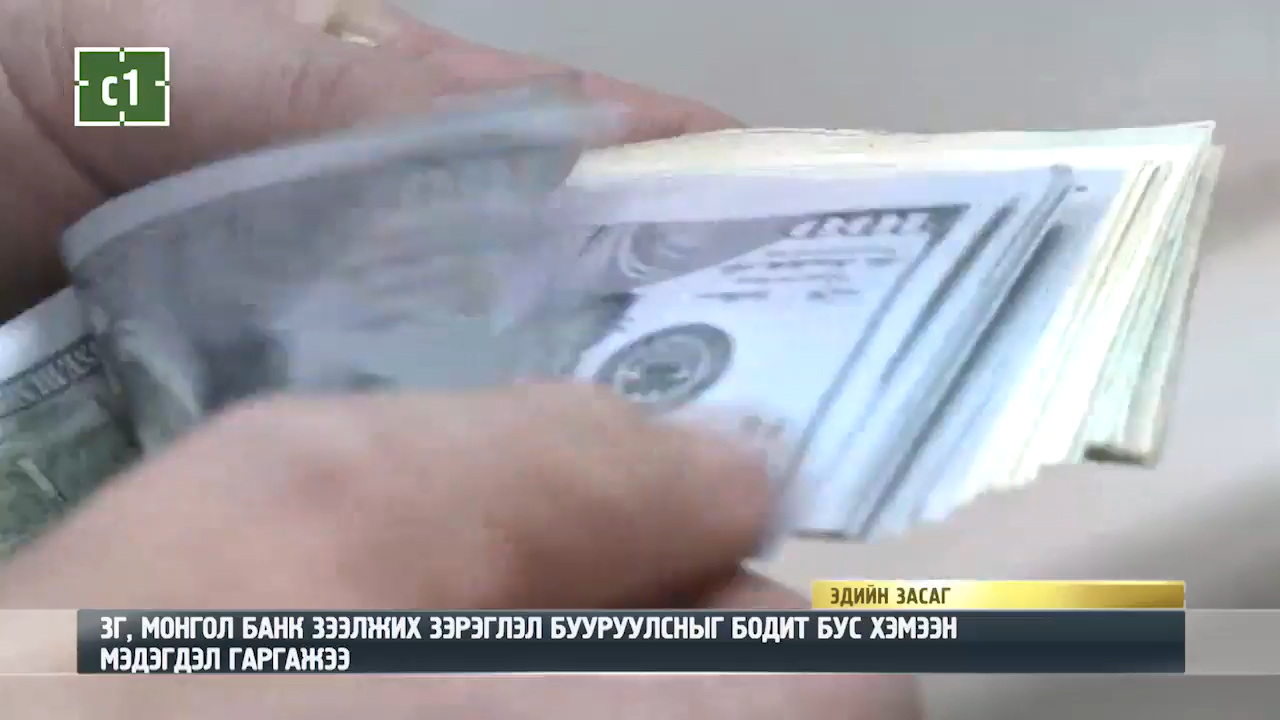 c1
ЭДИЙН ЗАСАГ
ЗГ, МОНГОЛ БАНК ЗЭЭЛЖИХ ЗЭРЭГЛЭЛ БУУРУУЛСНЫГ БОДИТ БУС ХЭМЭЭН
МЭДЭГДЭЛ ГАРГАЖЭЭ